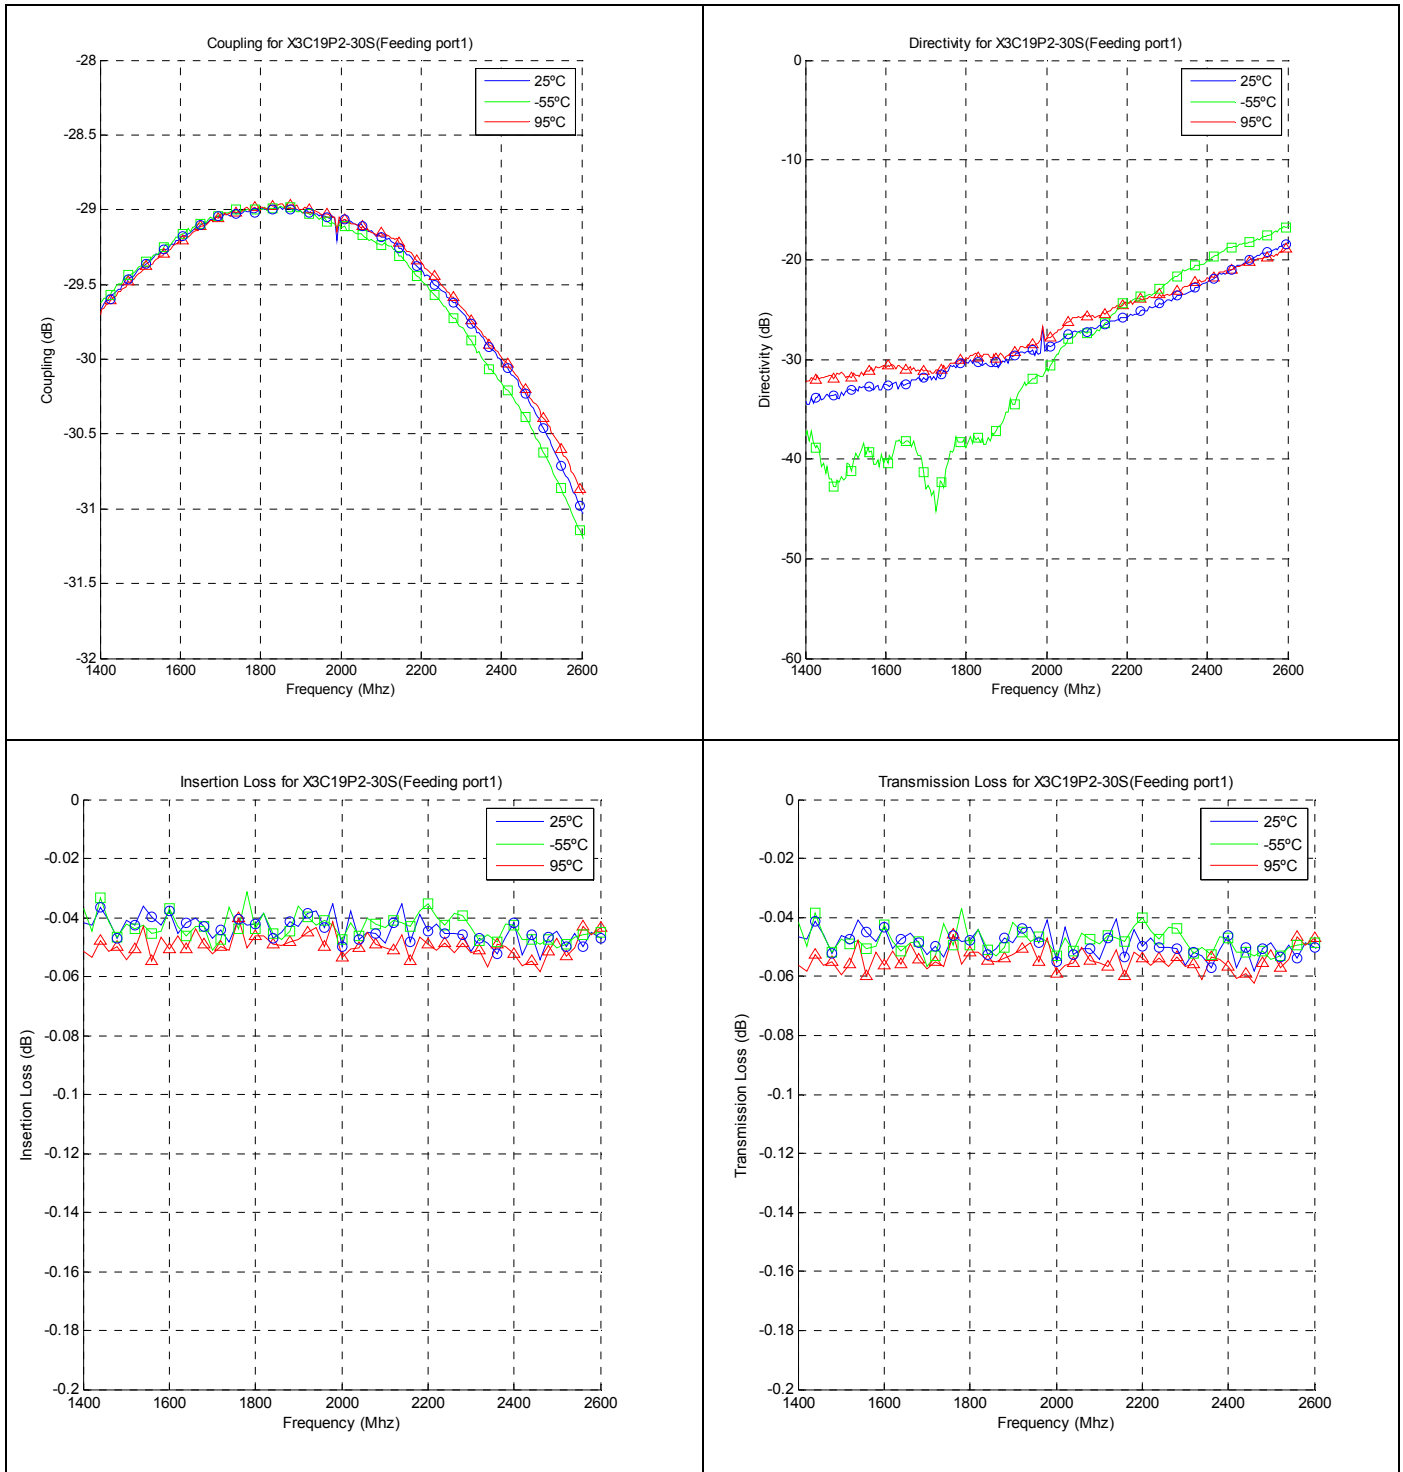 Coupling for X3C19P2-30S(Feeding port1)
-28
-28.5
-29
-29.5
-30
-30.5
-31
-31.5
-32
Coupling (dB)
25ºC
-55ºC
95ºC
1400 1600 1800 2000 2200 2400 2600
Frequency (Mhz)
Directivity for X3C19P2-30S(Feeding port1)
0
-10
-20
-30
-40
-50
-60
Directivity (dB)
25ºC
-55ºC
95ºC
1400 1600 1800 2000 2200 2400 2600
Frequency (Mhz)
Insertion Loss for X3C19P2-30S(Feeding port1)
0
-0.02
-0.04
-0.06
-0.08
-0.1
-0.12
-0.14
-0.16
-0.18
-0.2
Insertion Loss (dB)
25ºC
-55ºC
95ºC
1400 1600 1800 2000 2200 2400 2600
Frequency (Mhz)
Transmission Loss for X3C19P2-30S(Feeding port1)
0
-0.02
-0.04
-0.06
-0.08
-0.1
-0.12
-0.14
-0.16
-0.18
-0.2
Transmission Loss (dB)
25ºC
-55ºC
95ºC
1400 1600 1800 2000 2200 2400 2600
Frequency (Mhz)